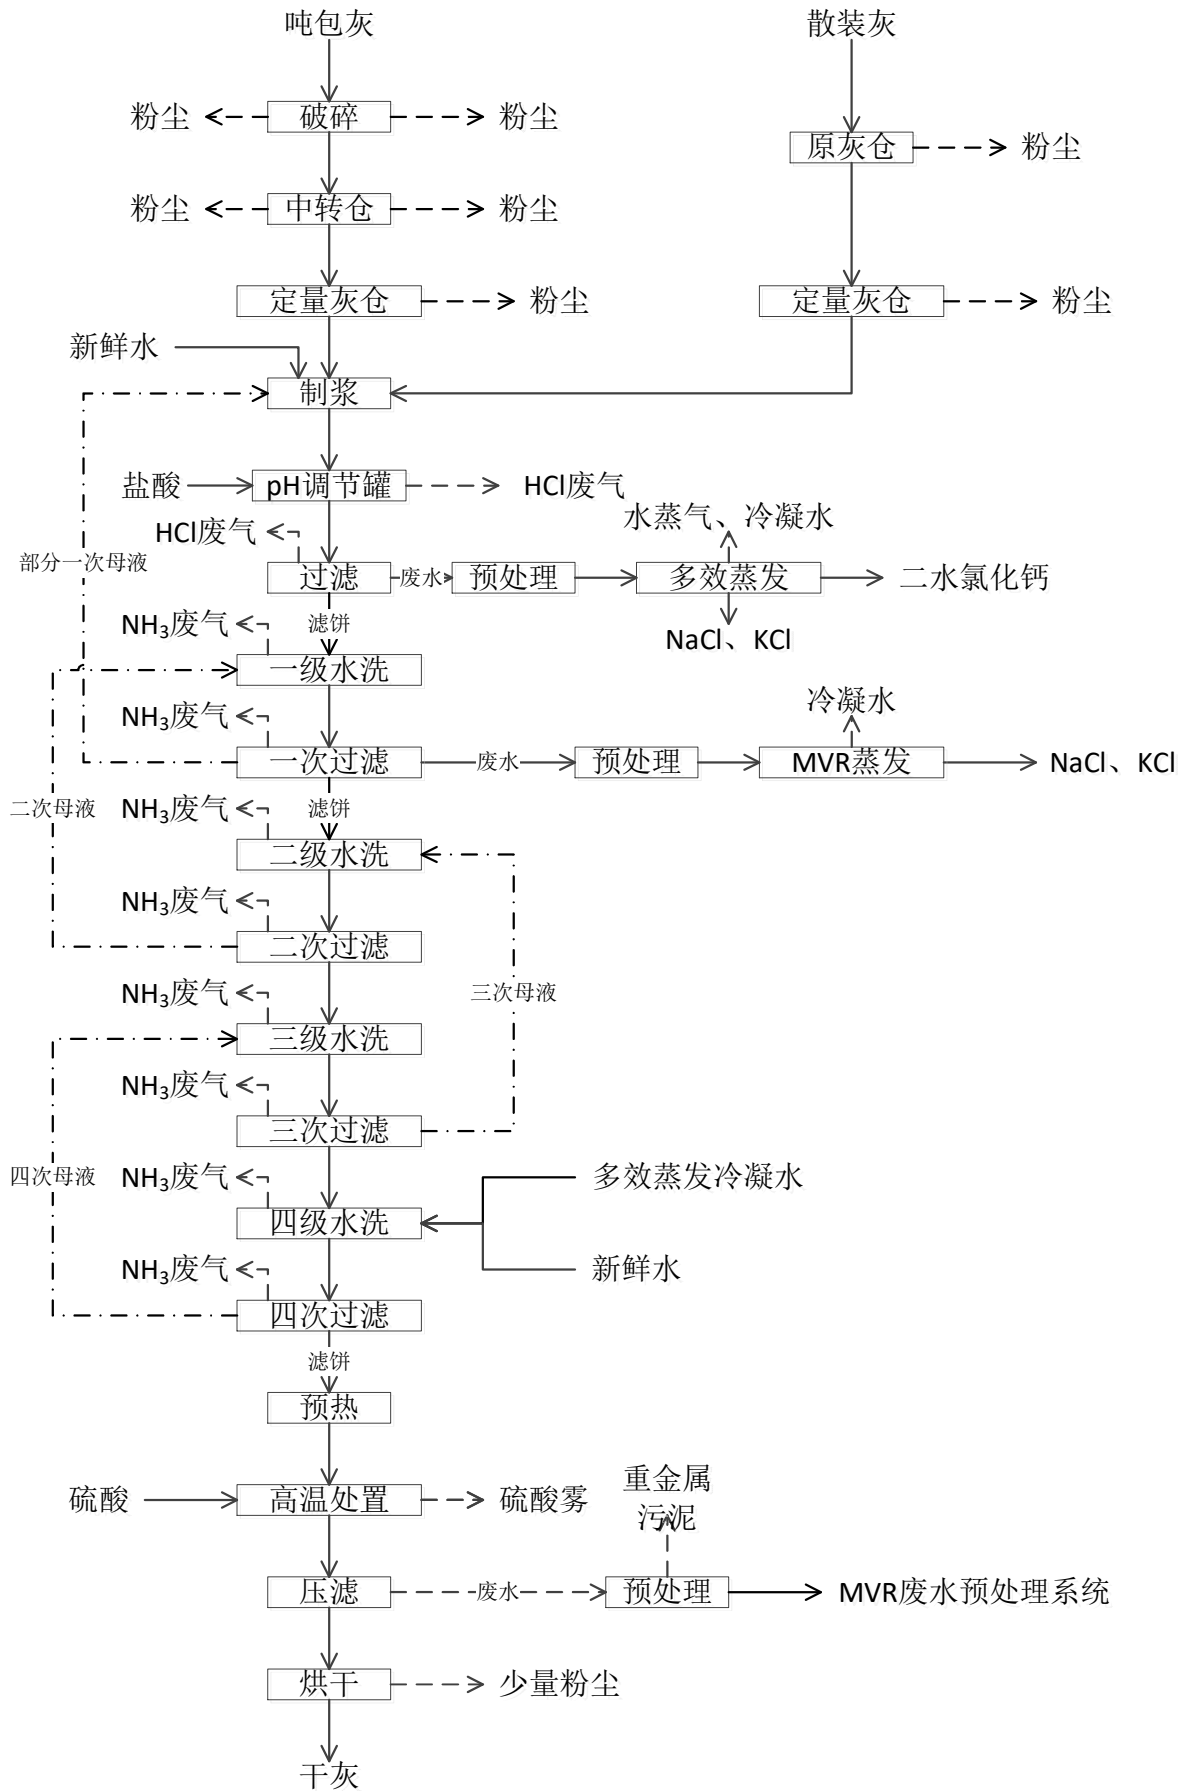 吨包灰
散装灰
粉尘
破碎
粉尘
原灰仓
粉尘
粉尘
中转仓
粉尘
定量灰仓
粉尘
定量灰仓
粉尘
新鲜水
制浆
盐酸
pH调节罐
HCl废气
水蒸气、冷凝水
HCl废气
部分一次母液
过滤
废水
预处理
多效蒸发
二水氯化钙
NH₃废气
滤饼
NaCl、KCl
一级水洗
冷凝水
NH₃废气
一次过滤
废水
预处理
MVR蒸发
NaCl、KCl
二次母液
NH₃废气
滤饼
二级水洗
NH₃废气
二次过滤
NH₃废气
三次母液
三级水洗
NH₃废气
三次过滤
四次母液
NH₃废气
多效蒸发冷凝水
四级水洗
NH₃废气
新鲜水
四次过滤
滤饼
预热
重金属
污泥
硫酸
高温处置
硫酸雾
压滤
废水
预处理
MVR废水预处理系统
烘干
少量粉尘
干灰